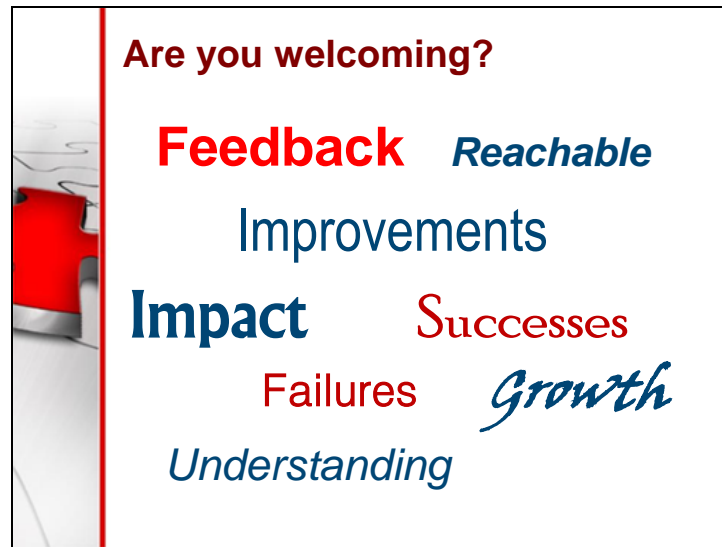 Are you welcoming?
Feedback Reachable
Improvements
Impact Successes
Failures Growth
Understanding